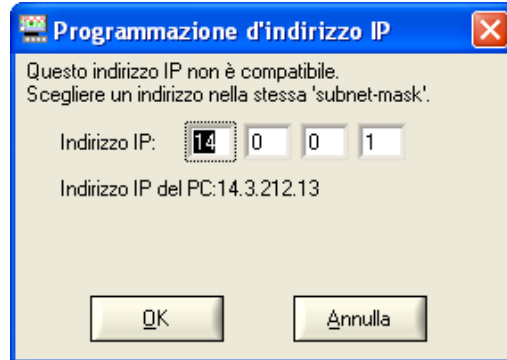 Programmazione d'indirizzo IP
Questo indirizzo IP non è compatibile.
Scegliere un indirizzo nella stessa 'subnet-mask'.
Indirizzo IP: 14 0 0 1
Indirizzo IP del PC:14.3.212.13
OK Annulla